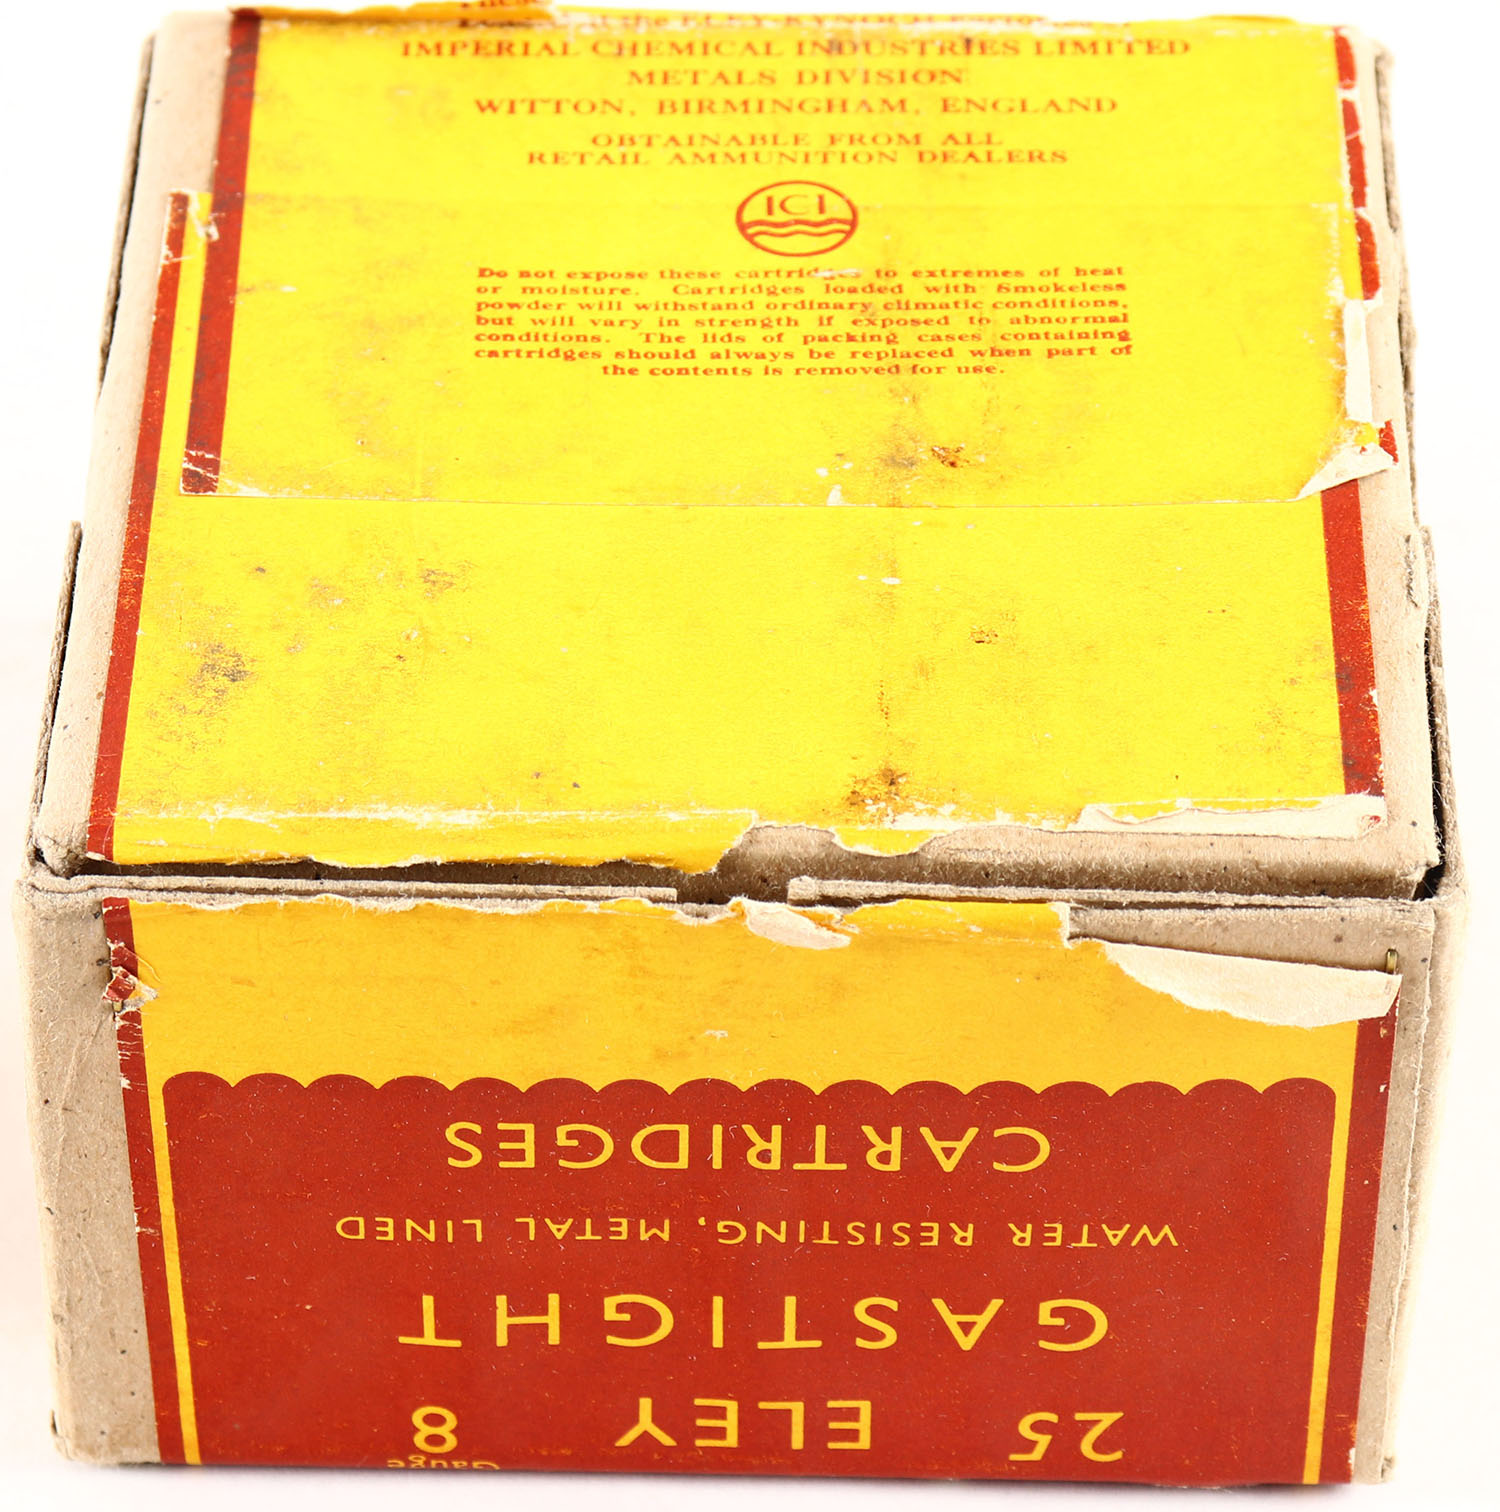 at the ELEY-KYNOCH
IMPERIAL CHEMICAL INDUSTRIES LIMITED
METALS DIVISION
WITTON, BIRMINGHAM, ENGLAND
OBTAINABLE FROM ALL
RETAIL AMMUNITION DEALERS
ICI
Do not expose these cartridges to extremes of heat
or moisture. Cartridges loaded with Smokeless
powder will withstand ordinary climatic conditions,
but will vary in strength if exposed to abnormal
conditions. The lids of packing cases containing
cartridges should always be replaced when part of
the contents is removed for use.
Gauge
25 ELEY 8
GASTIGHT
WATER RESISTING, METAL LINED
CARTRIDGES